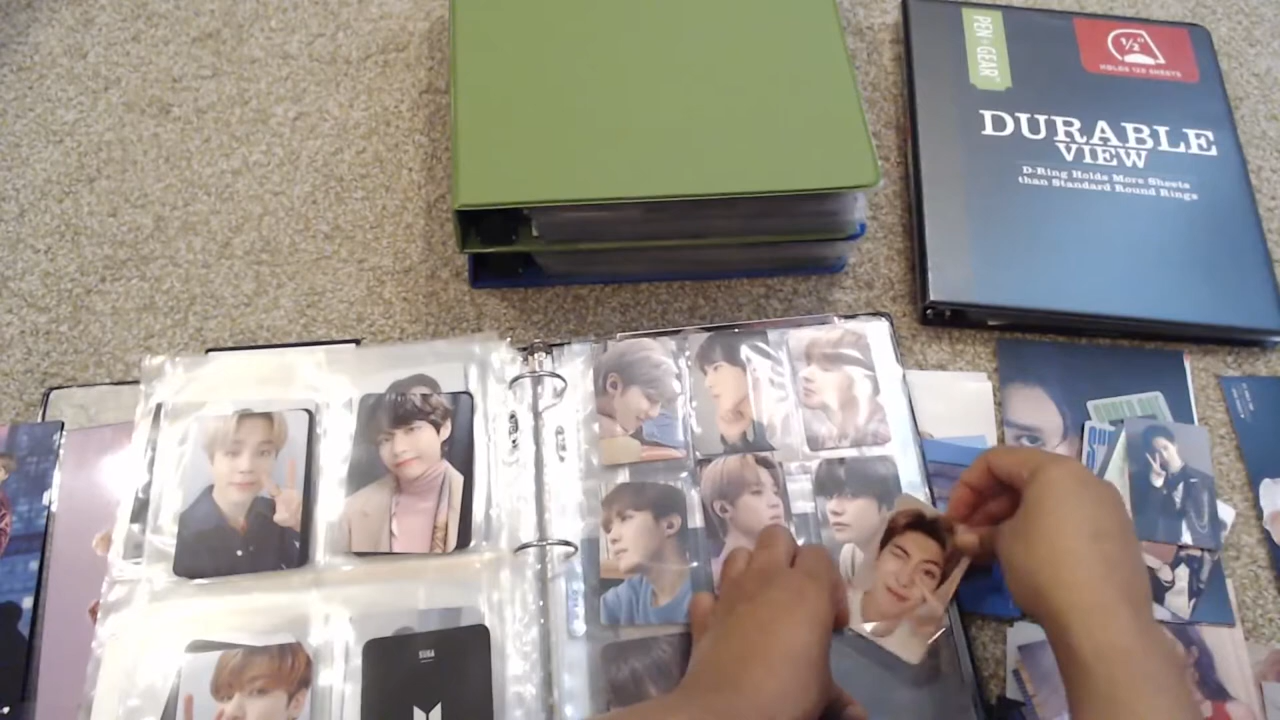 PEN+GEAR
1/2"
HOLDS 120 SHEETS
DURABLE
VIEW
D-Ring Holds More Sheets
than Standard Round Rings
SUGA